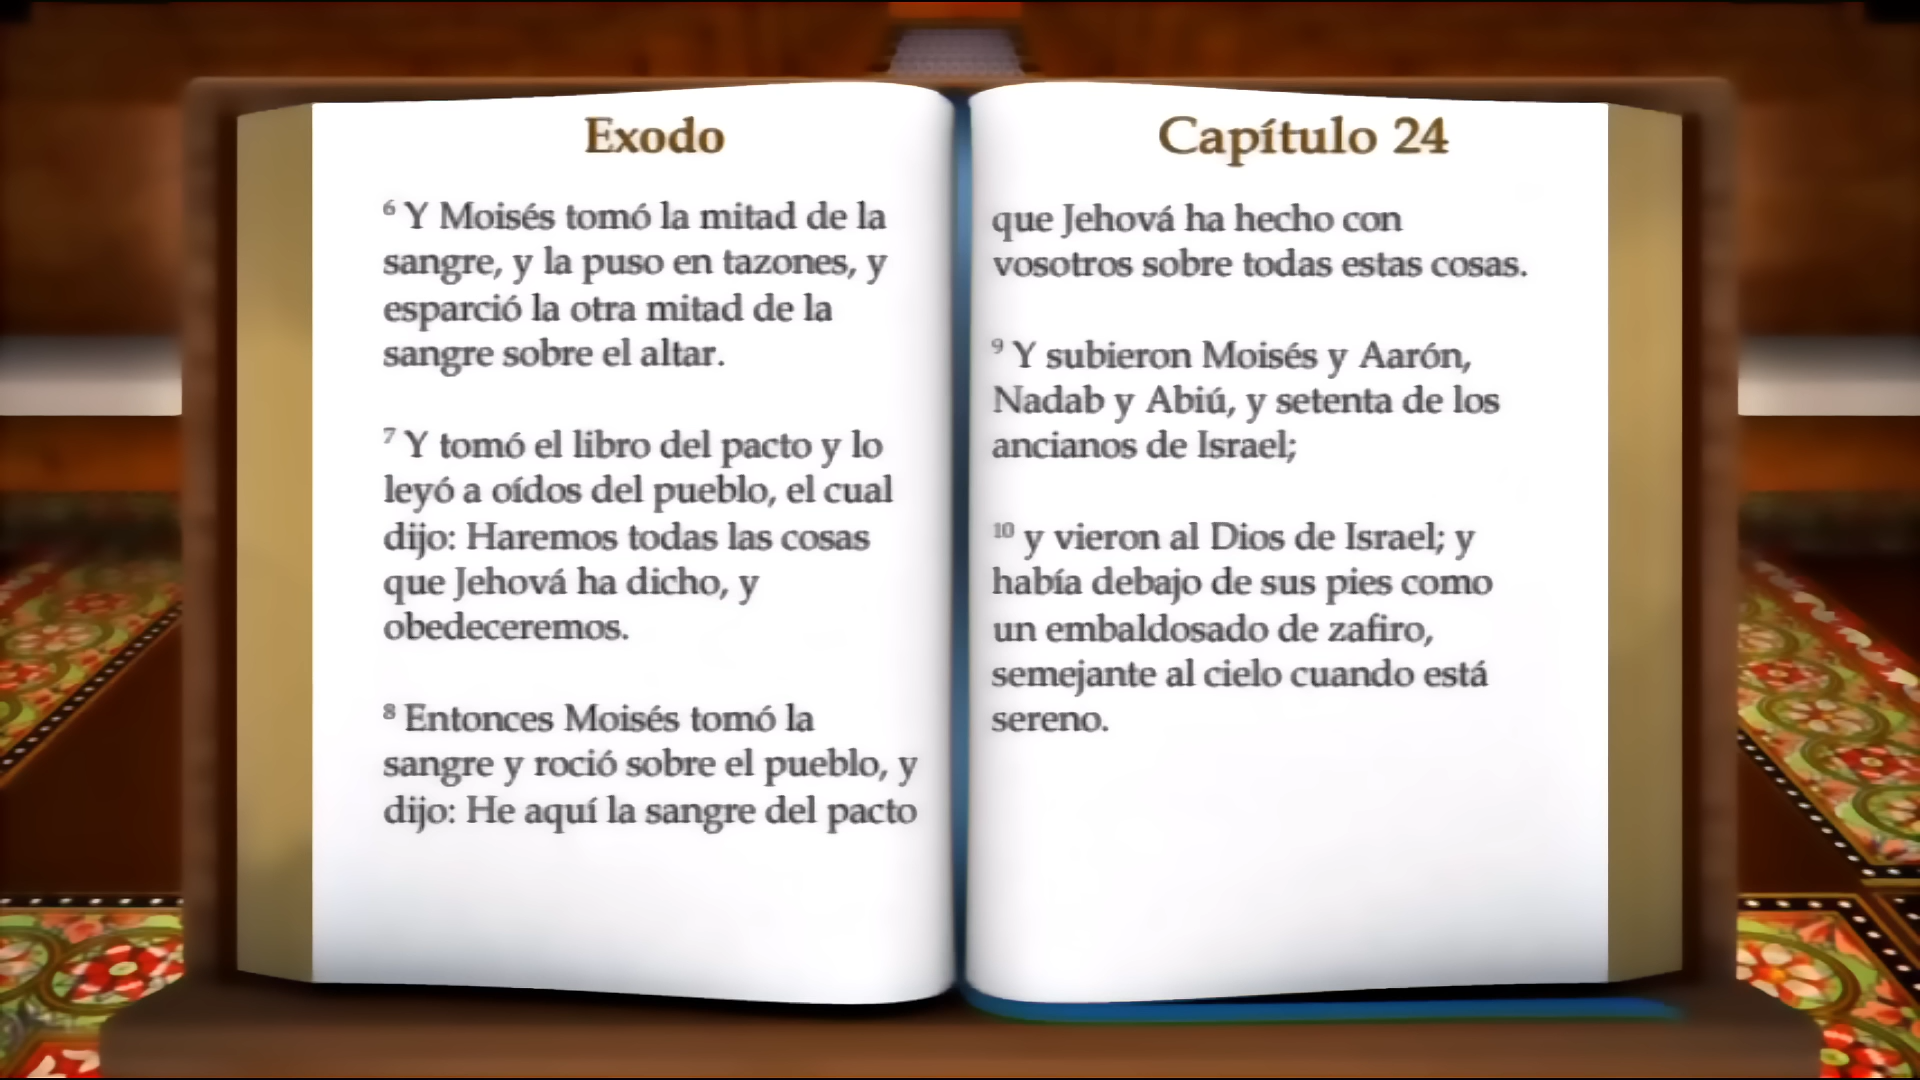 Exodo
6 Y Moisés tomó la mitad de la
sangre, y la puso en tazones, y
esparció la otra mitad de la
sangre sobre el altar.
7 Y tomó el libro del pacto y lo
leyó a oídos del pueblo, el cual
dijo: Haremos todas las cosas
que Jehová ha dicho, y
obedeceremos.
8 Entonces Moisés tomó la
sangre y roció sobre el pueblo, y
dijo: He aquí la sangre del pacto
Capítulo 24
que Jehová ha hecho con
vosotros sobre todas estas cosas.
9 Y subieron Moisés y Aarón,
Nadab y Abiú, y setenta de los
ancianos de Israel;
10 y vieron al Dios de Israel; y
había debajo de sus pies como
un embaldosado de zafiro,
semejante al cielo cuando está
sereno.